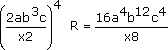 (2ab³c/x2)⁴ R = 16a⁴b¹²c⁴/x8